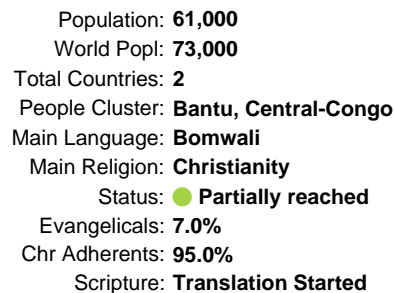 Population: 61,000
World Popl: 73,000
Total Countries: 2
People Cluster: Bantu, Central-Congo
Main Language: Bomwali
Main Religion: Christianity
Status: Partially reached
Evangelicals: 7.0%
Chr Adherents: 95.0%
Scripture: Translation Started